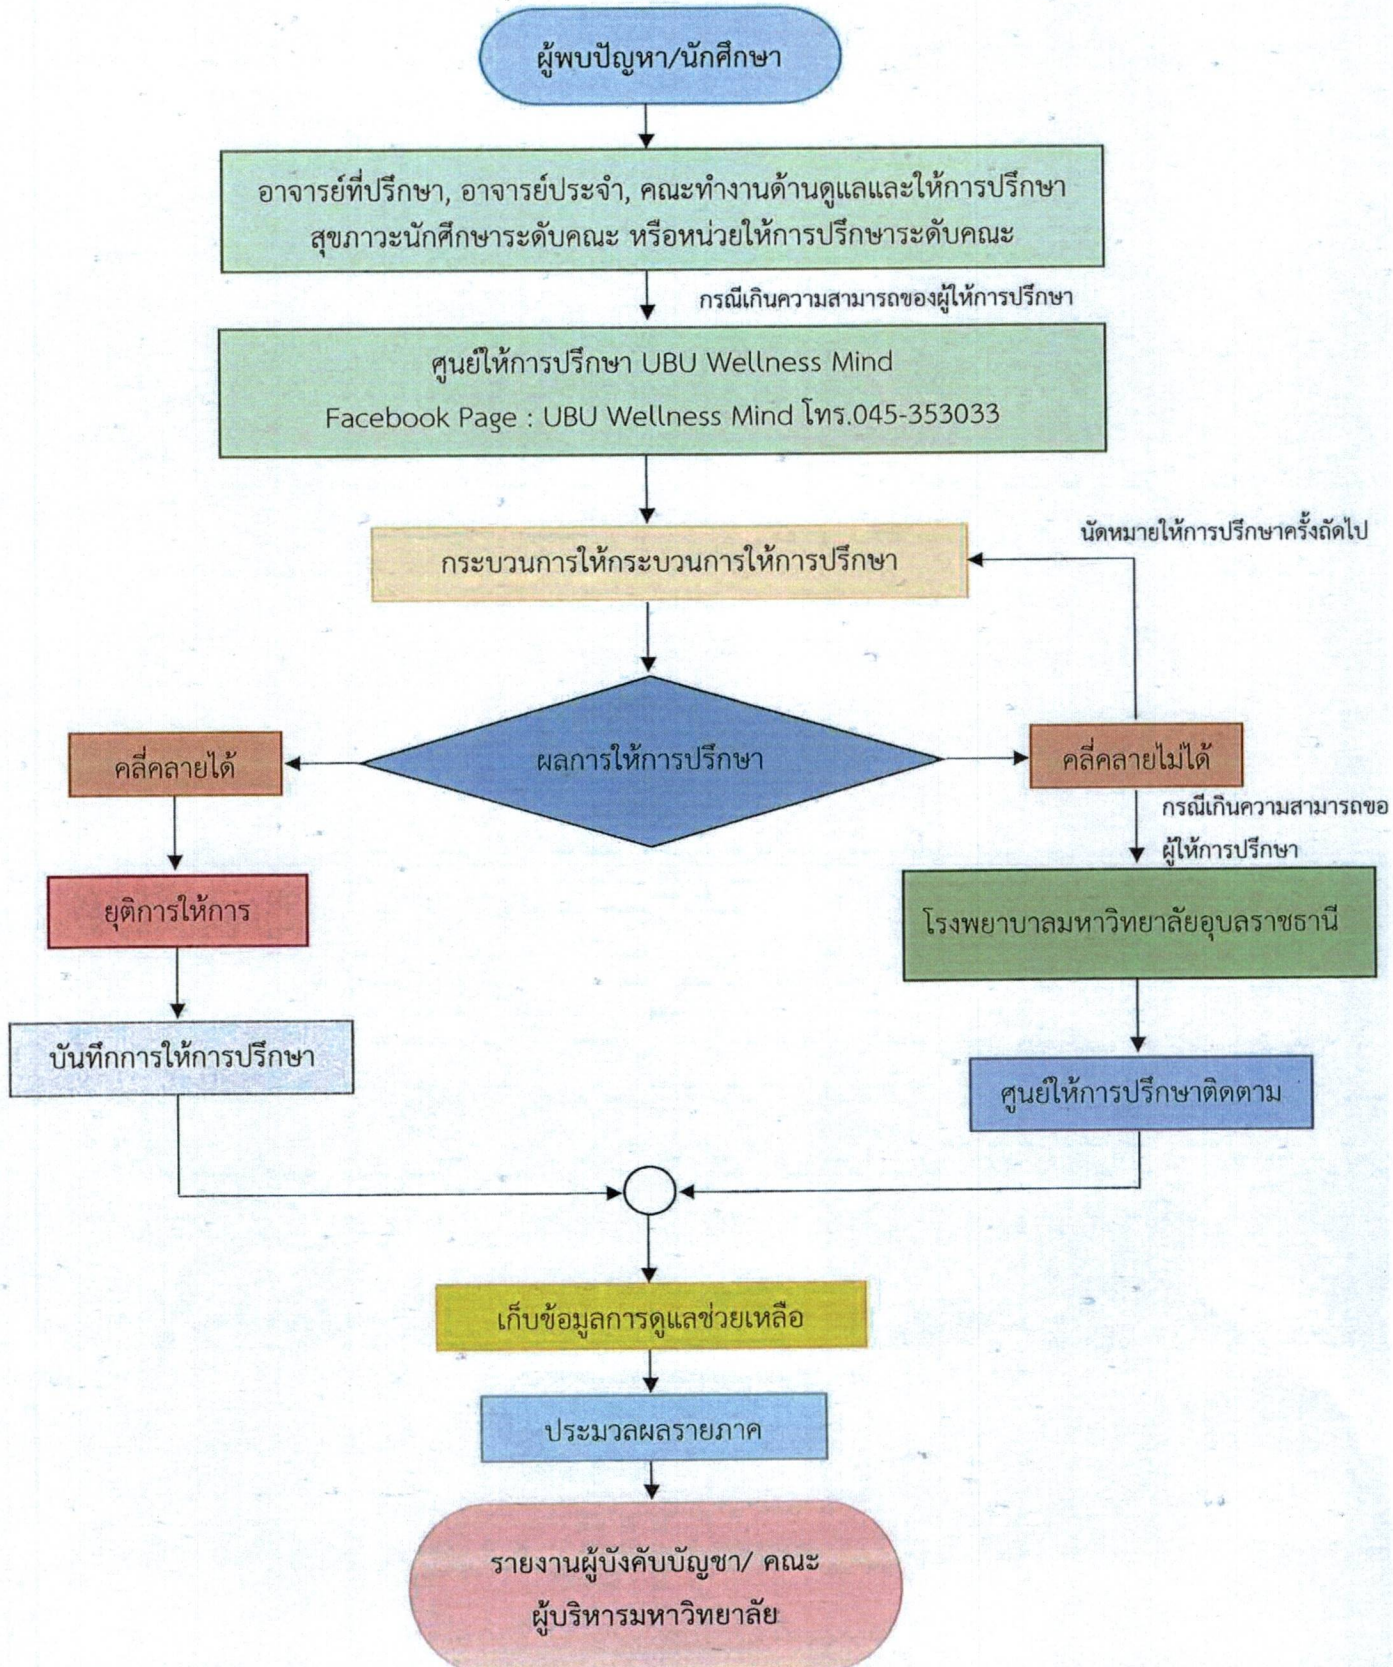 ผู้พบปัญหา/นักศึกษา
อาจารย์ที่ปรึกษา, อาจารย์ประจำ, คณะทำงานด้านดูแลและให้การปรึกษา
สุขภาวะนักศึกษาระดับคณะ หรือหน่วยให้การปรึกษาระดับคณะ
กรณีเกินความสามารถของผู้ให้การปรึกษา
ศูนย์ให้การปรึกษา UBU Wellness Mind
Facebook Page : UBU Wellness Mind โทร.045-353033
นัดหมายให้การปรึกษาครั้งถัดไป
กระบวนการให้กระบวนการให้การปรึกษา
ผลการให้การปรึกษา
คลี่คลายได้
คลี่คลายไม่ได้
กรณีเกินความสามารถขอ
ผู้ให้การปรึกษา
ยุติการให้การ
โรงพยาบาลมหาวิทยาลัยอุบลราชธานี
บันทึกการให้การปรึกษา
ศูนย์ให้การปรึกษาติดตาม
เก็บข้อมูลการดูแลช่วยเหลือ
ประมวลผลรายภาค
รายงานผู้บังคับบัญชา/ คณะ
ผู้บริหารมหาวิทยาลัย